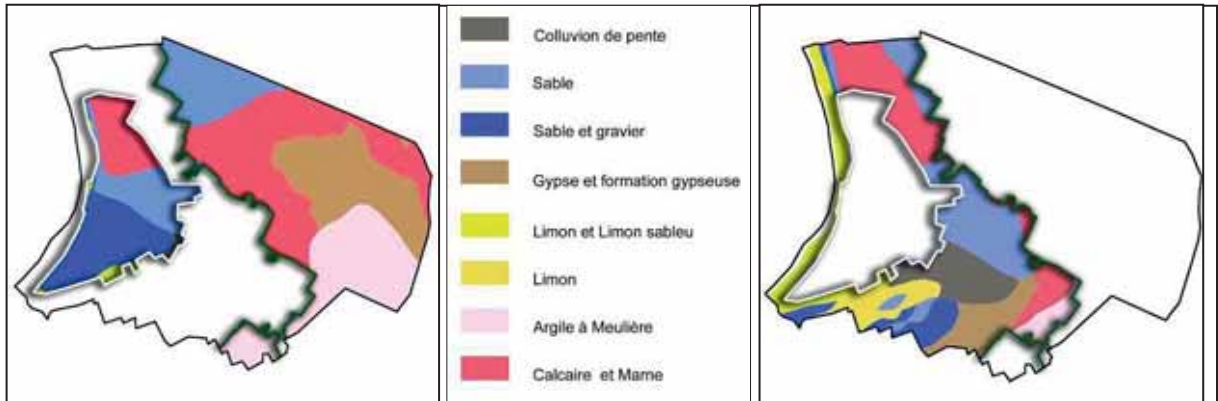 Colluvion de pente
Sable
Sable et gravier
Gypse et formation gypseuse
Limon et Limon sableu
Limon
Argile à Meulière
Calcaire et Marne